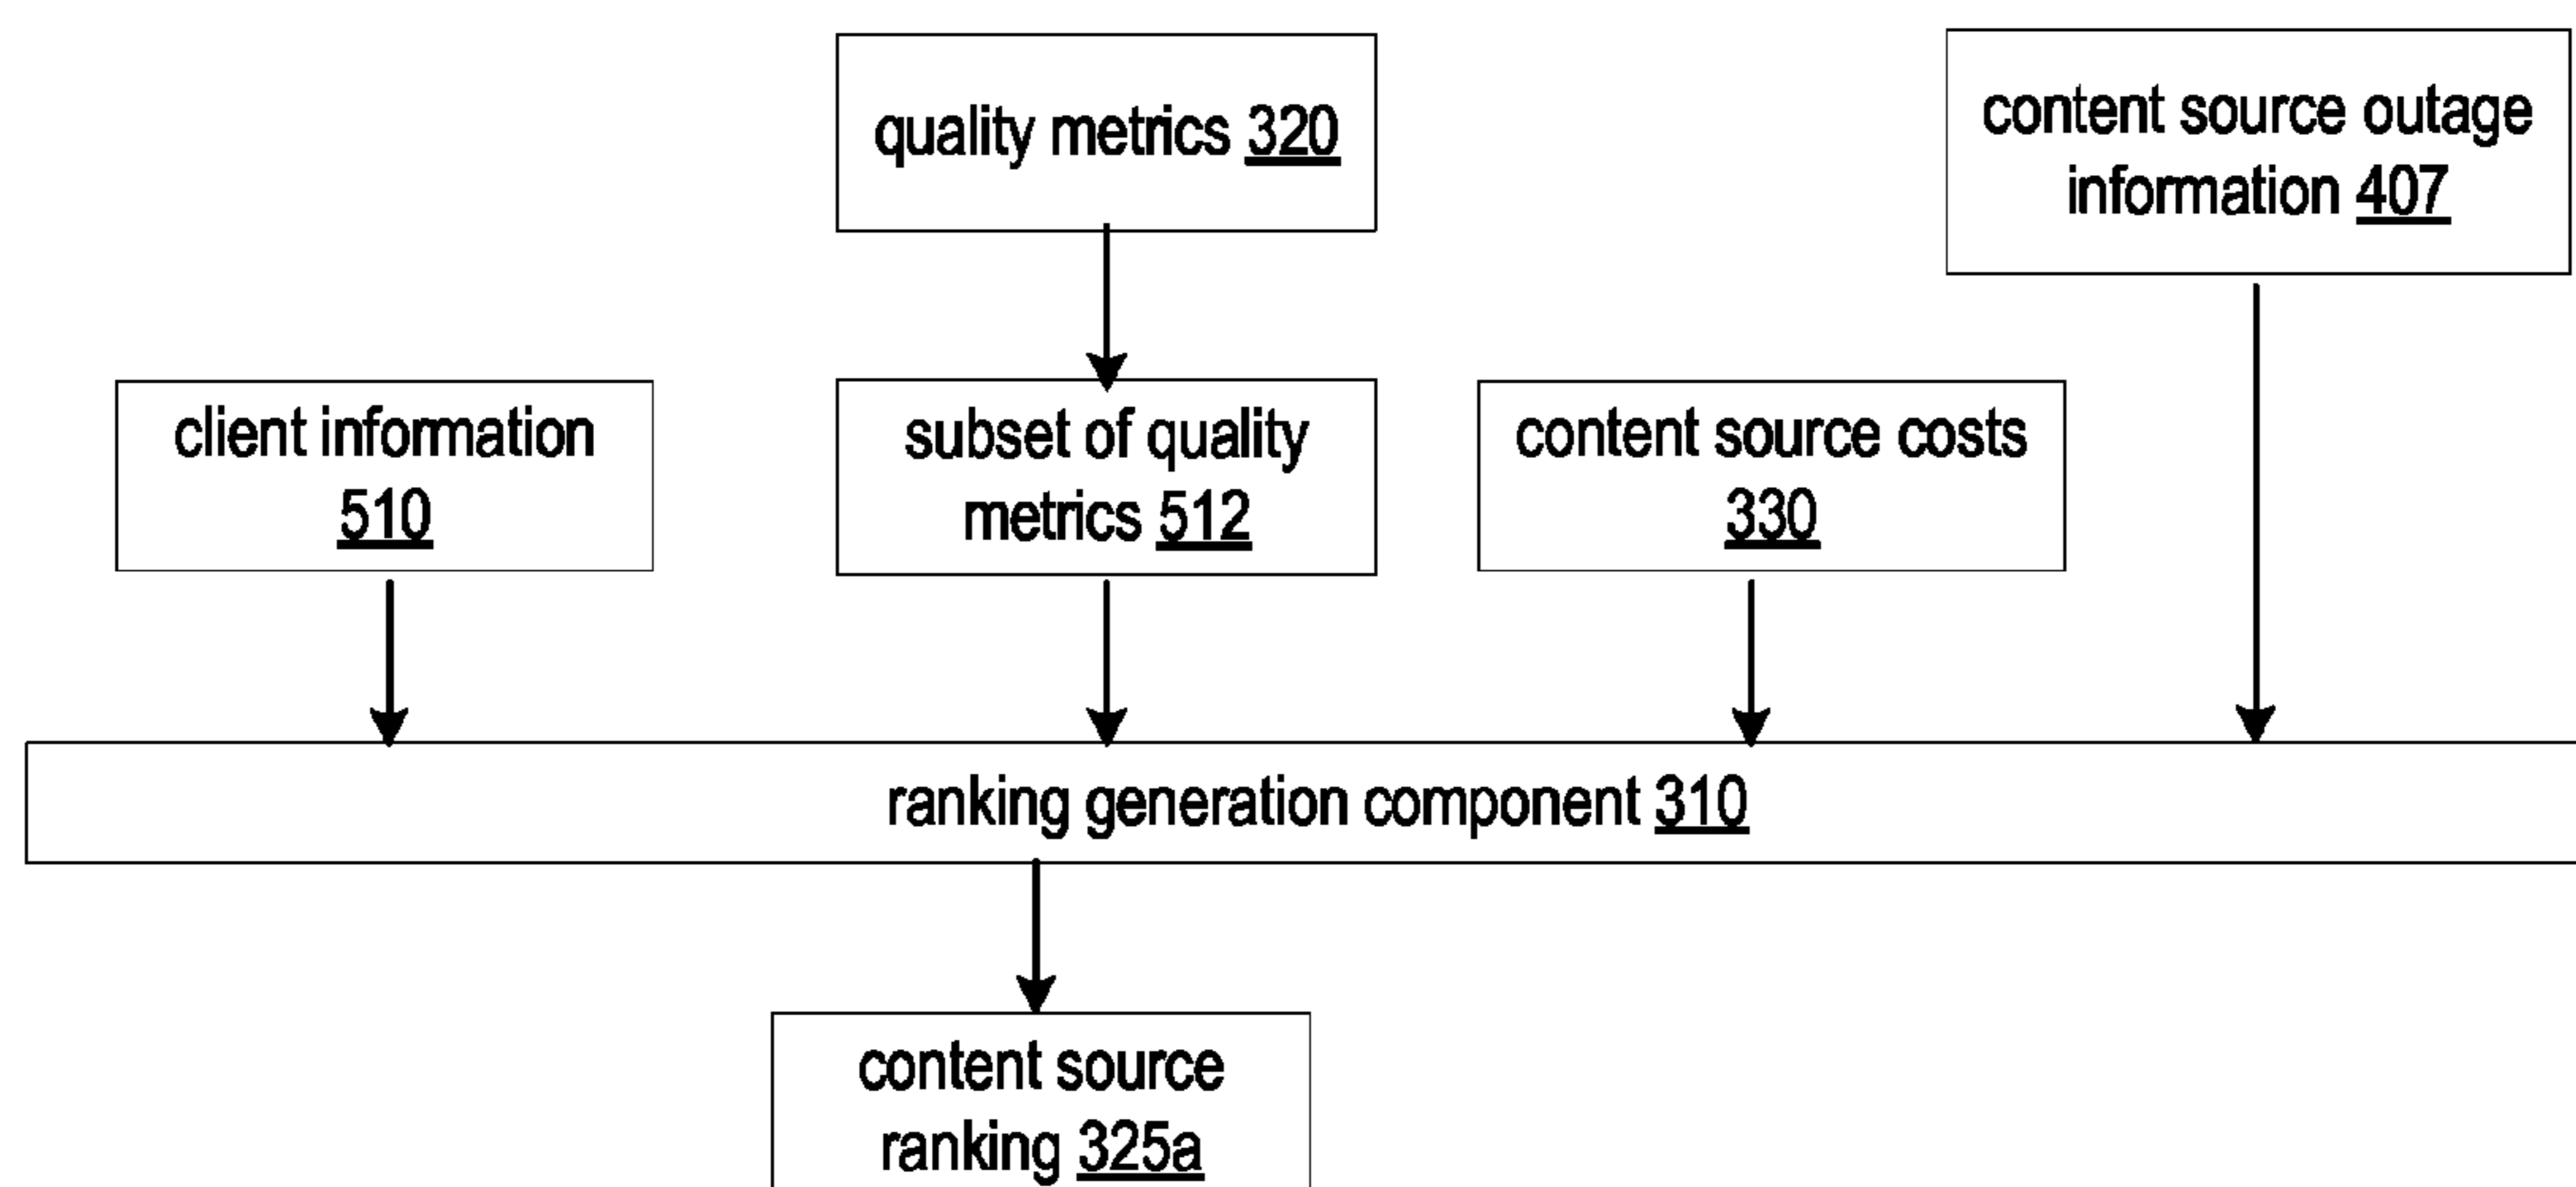 quality metrics 320
content source outage
information 407
client information
510
subset of quality
metrics 512
content source costs
330
ranking generation component 310
content source
ranking 325a